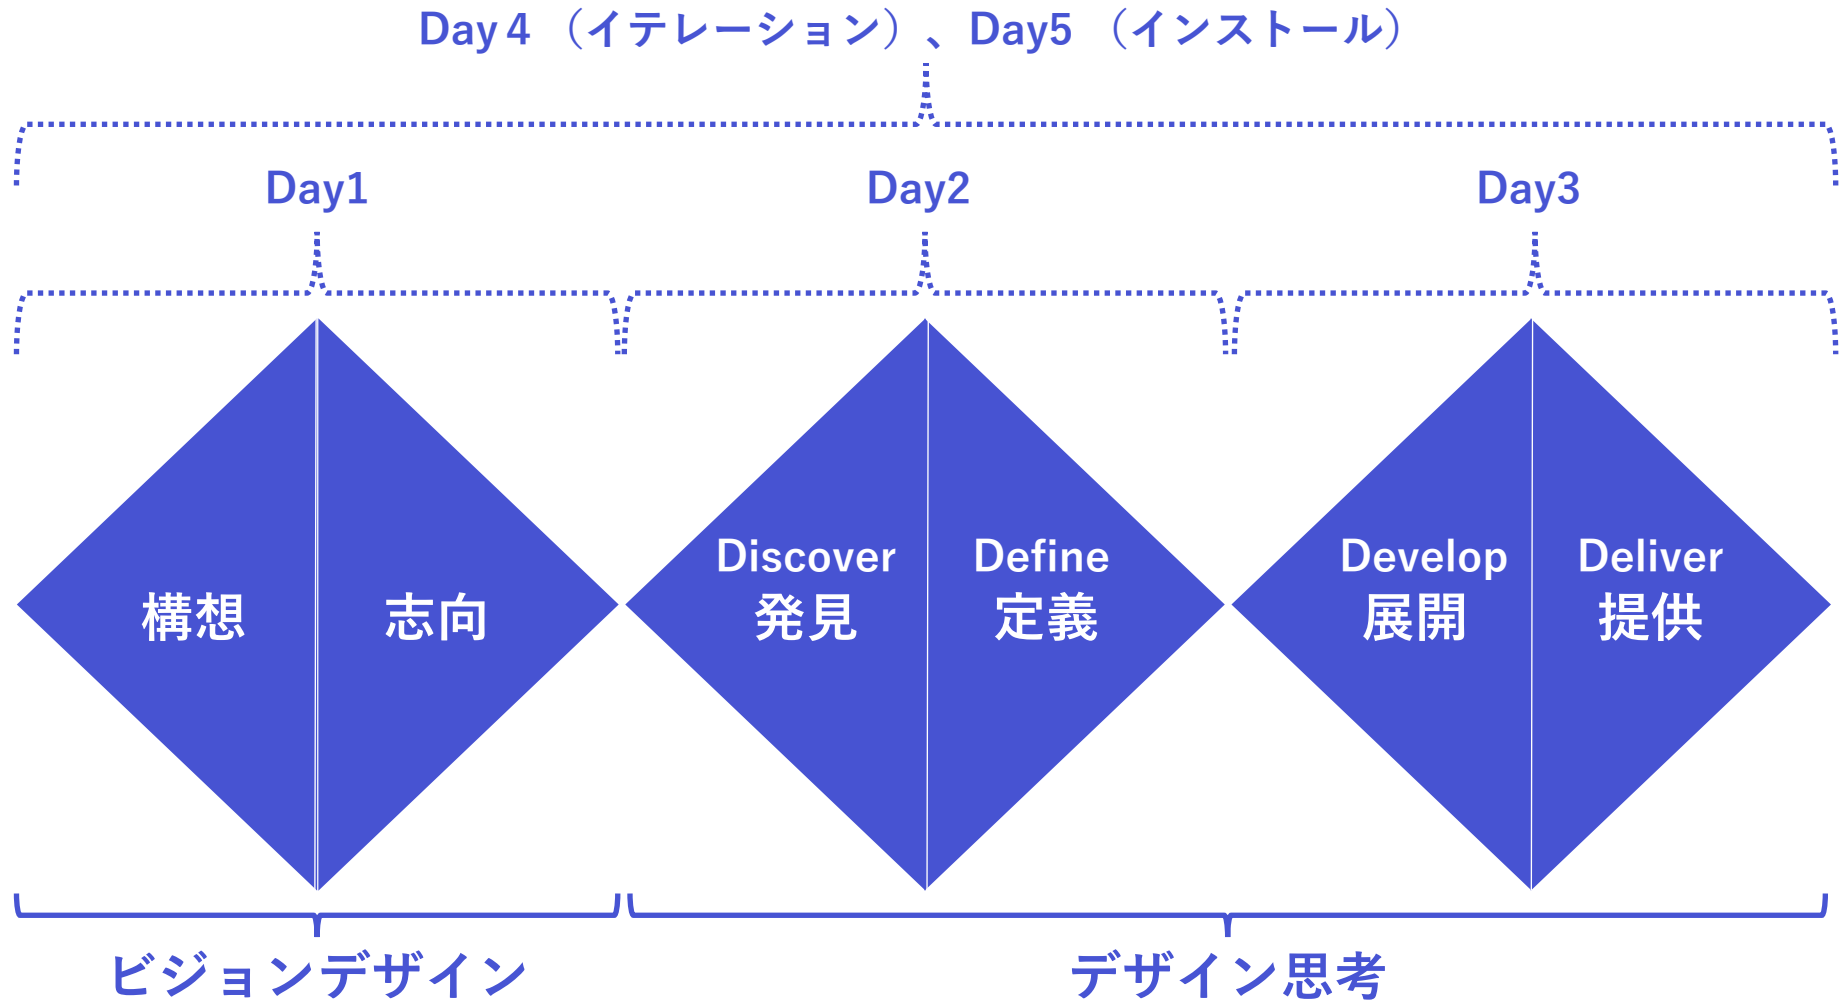 Day４（イテレーション）、Day5（インストール）
Day1
Day2
Day3
構想
志向
Discover
発見
Define
定義
Develop
展開
Deliver
提供
ビジョンデザイン
デザイン思考